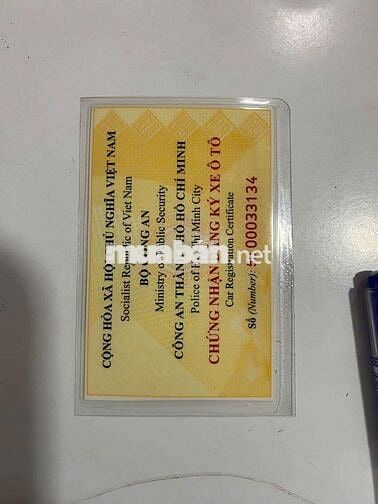 CỘNG HÒA XÃ HỘI CHỦ NGHĨA VIỆT NAM
Socialist Republic of Viet Nam
BỘ CÔNG AN
Ministry of Public Security
CÔNG AN THÀNH PHỐ HỒ CHÍ MINH
Police of Ho Chi Minh City
CHỨNG NHẬN ĐĂNG KÝ XE Ô TÔ
Car Registration Certificate
Số (Number): 00033134
muaban.net